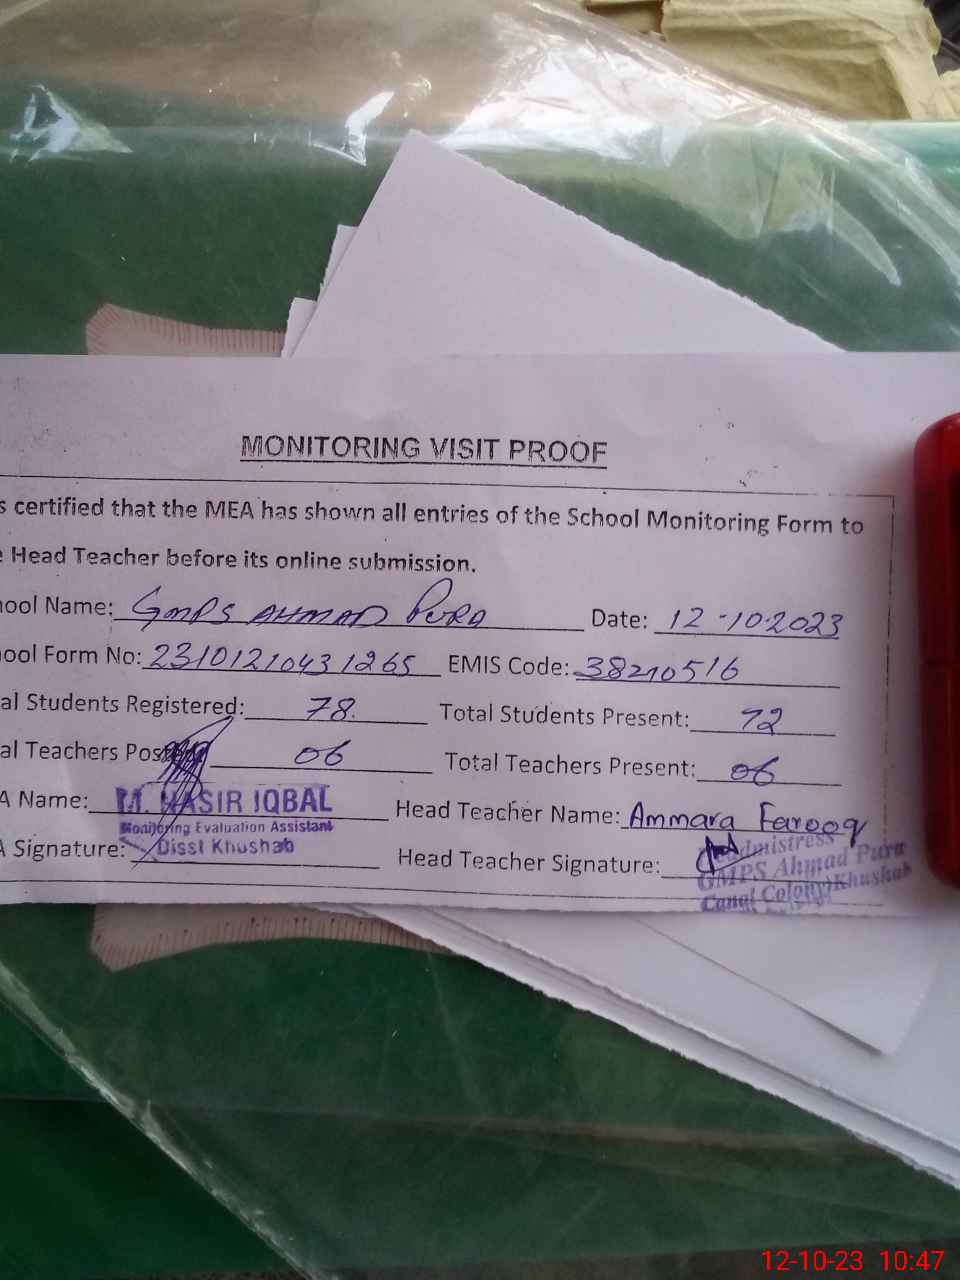 MONITORING VISIT PROOF
s certified that the MEA has shown all entries of the School Monitoring Form to
e Head Teacher before its online submission.
hool Name: GMPS AHMAD PURA Date: 12-10-2023
ool Form No: 23101210431265 EMIS Code: 38210516
al Students Registered: 78 Total Students Present: 72
al Teachers Posted 06 Total Teachers Present: 06
A Name: M. NASIR IQBAL Head Teacher Name: Ammara Farooq
Monitoring Evaluation Assistant
A Signature: Disst Khushab Head Teacher Signature:
Headmistress
GMPS Ahmad Pura
Canal Colony Khushab
12-10-23 10:47